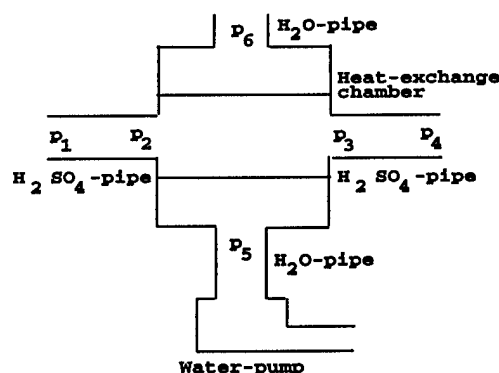 p₆ H₂O-pipe
Heat-exchange
chamber
p₁ p₂ p₃ p₄
H₂SO₄-pipe H₂SO₄-pipe
p₅
H₂O-pipe
Water-pump